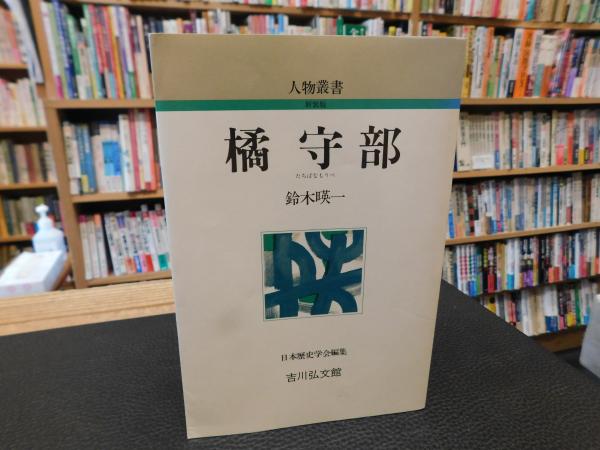 人物叢書
新装版
橘 守部
たちばなもりべ
鈴木暎一
日本歴史学会編集
吉川弘文館